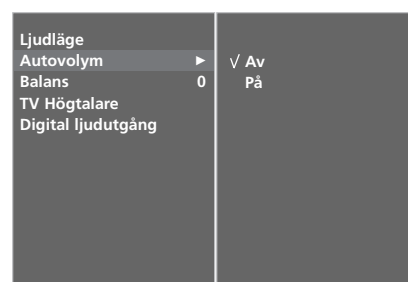 Ljudläge
Autovolym ►
Balans 0
TV Högtalare
Digital ljudutgång
√ Av
På